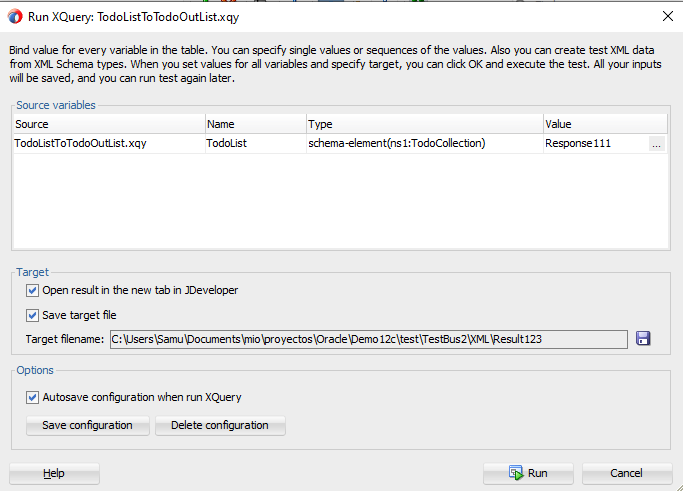 Run XQuery: TodoListToTodoOutList.xqy
Bind value for every variable in the table. You can specify single values or sequences of the values. Also you can create test XML data
from XML Schema types. When you set values for all variables and specify target, you can click OK and execute the test. All your inputs
will be saved, and you can run test again later.
Source variables
Source Name Type Value
TodoListToTodoOutList.xqy TodoList schema-element(ns1:TodoCollection) Response111 ...
Target
Open result in the new tab in JDeveloper
Save target file
Target filename: C:\Users\Samu\Documents\mio\proyectos\Oracle\Demo12c\test\TestBus2\XML\Result123
Options
Autosave configuration when run XQuery
Save configuration Delete configuration
Help Run Cancel